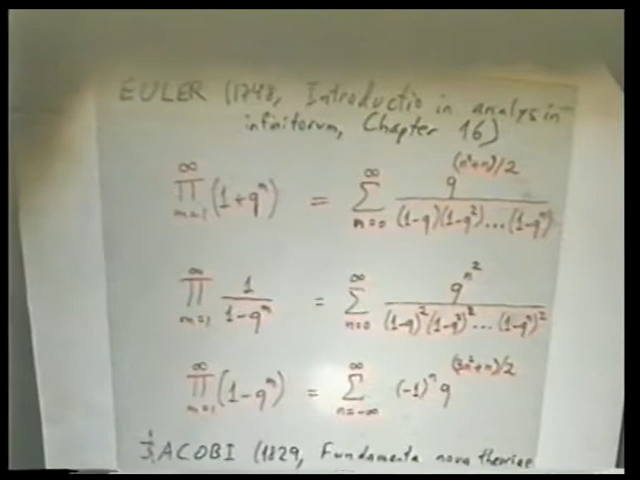 EULER (1748, Introductio in analysin
infinitorum, Chapter 16)
∞∏m=1 (1+q^m) = ∞∑n=0 q^(n²+n)/2 / (1-q)(1-q²)...(1-qⁿ)
∞∏m=1 1/(1-q^m) = ∞∑n=0 q^n² / (1-q)²(1-q²)²...(1-qⁿ)²
∞∏m=1 (1-q^m) = ∞∑n=-∞ (-1)ⁿ q^(3n²+n)/2
JACOBI (1829, Fundamenta nova theoriae